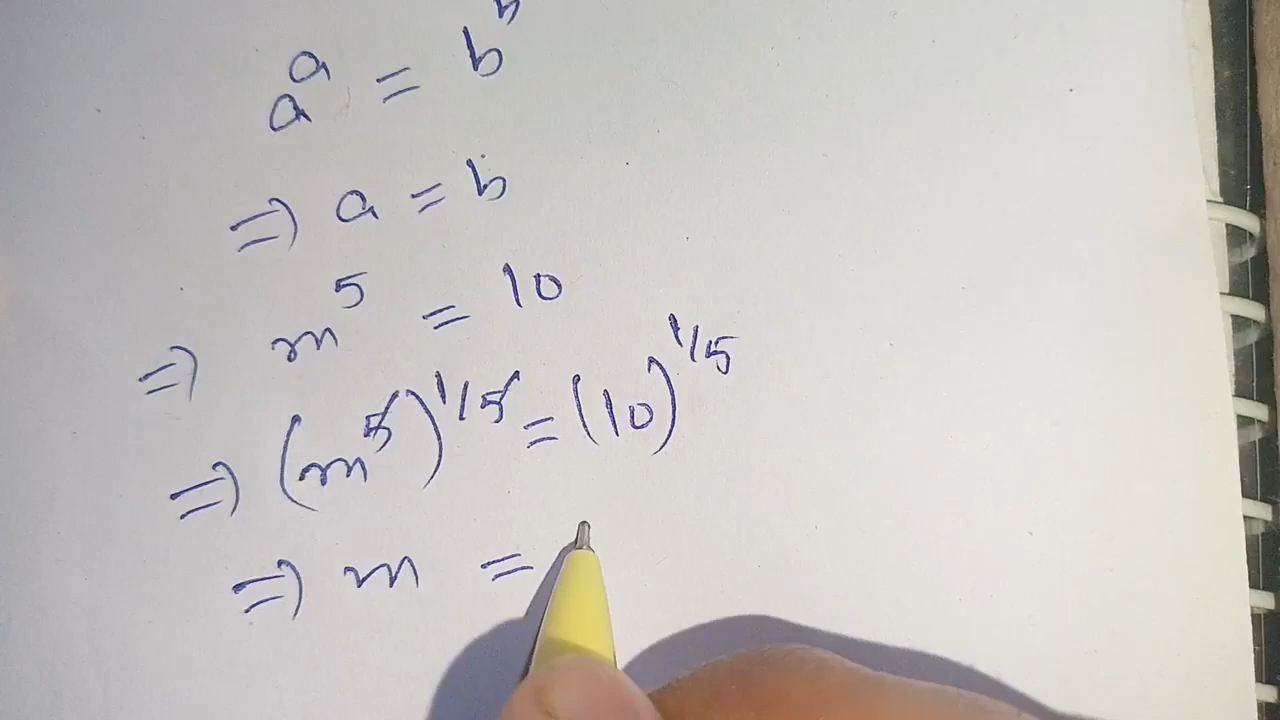 a^a = b^b
⇒ a = b
⇒ m^5 = 10
⇒ (m^5)^1/5 = (10)^1/5
⇒ m =